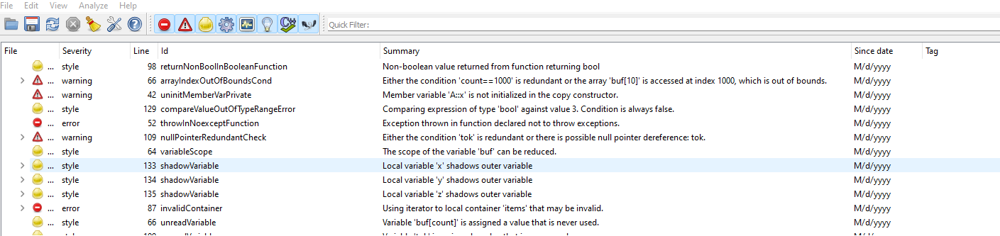 File Edit View Analyze Help
Quick Filter:
File Severity Line Id Summary Since date Tag
... style 98 returnNonBoolInBooleanFunction Non-boolean value returned from function returning bool M/d/yyyy
... warning 66 arrayIndexOutOfBoundsCond Either the condition 'count==1000' is redundant or the array 'buf[10]' is accessed at index 1000, which is out of bounds. M/d/yyyy
... warning 42 uninitMemberVarPrivate Member variable 'A::x' is not initialized in the copy constructor. M/d/yyyy
... style 129 compareValueOutOfTypeRangeError Comparing expression of type 'bool' against value 3. Condition is always false. M/d/yyyy
... error 52 throwInNoexceptFunction Exception thrown in function declared not to throw exceptions. M/d/yyyy
... warning 109 nullPointerRedundantCheck Either the condition 'tok' is redundant or there is possible null pointer dereference: tok. M/d/yyyy
... style 64 variableScope The scope of the variable 'buf' can be reduced. M/d/yyyy
... style 133 shadowVariable Local variable 'x' shadows outer variable M/d/yyyy
... style 134 shadowVariable Local variable 'y' shadows outer variable M/d/yyyy
... style 135 shadowVariable Local variable 'z' shadows outer variable M/d/yyyy
... error 87 invalidContainer Using iterator to local container 'items' that may be invalid. M/d/yyyy
... style 66 unreadVariable Variable 'buf[count]' is assigned a value that is never used. M/d/yyyy